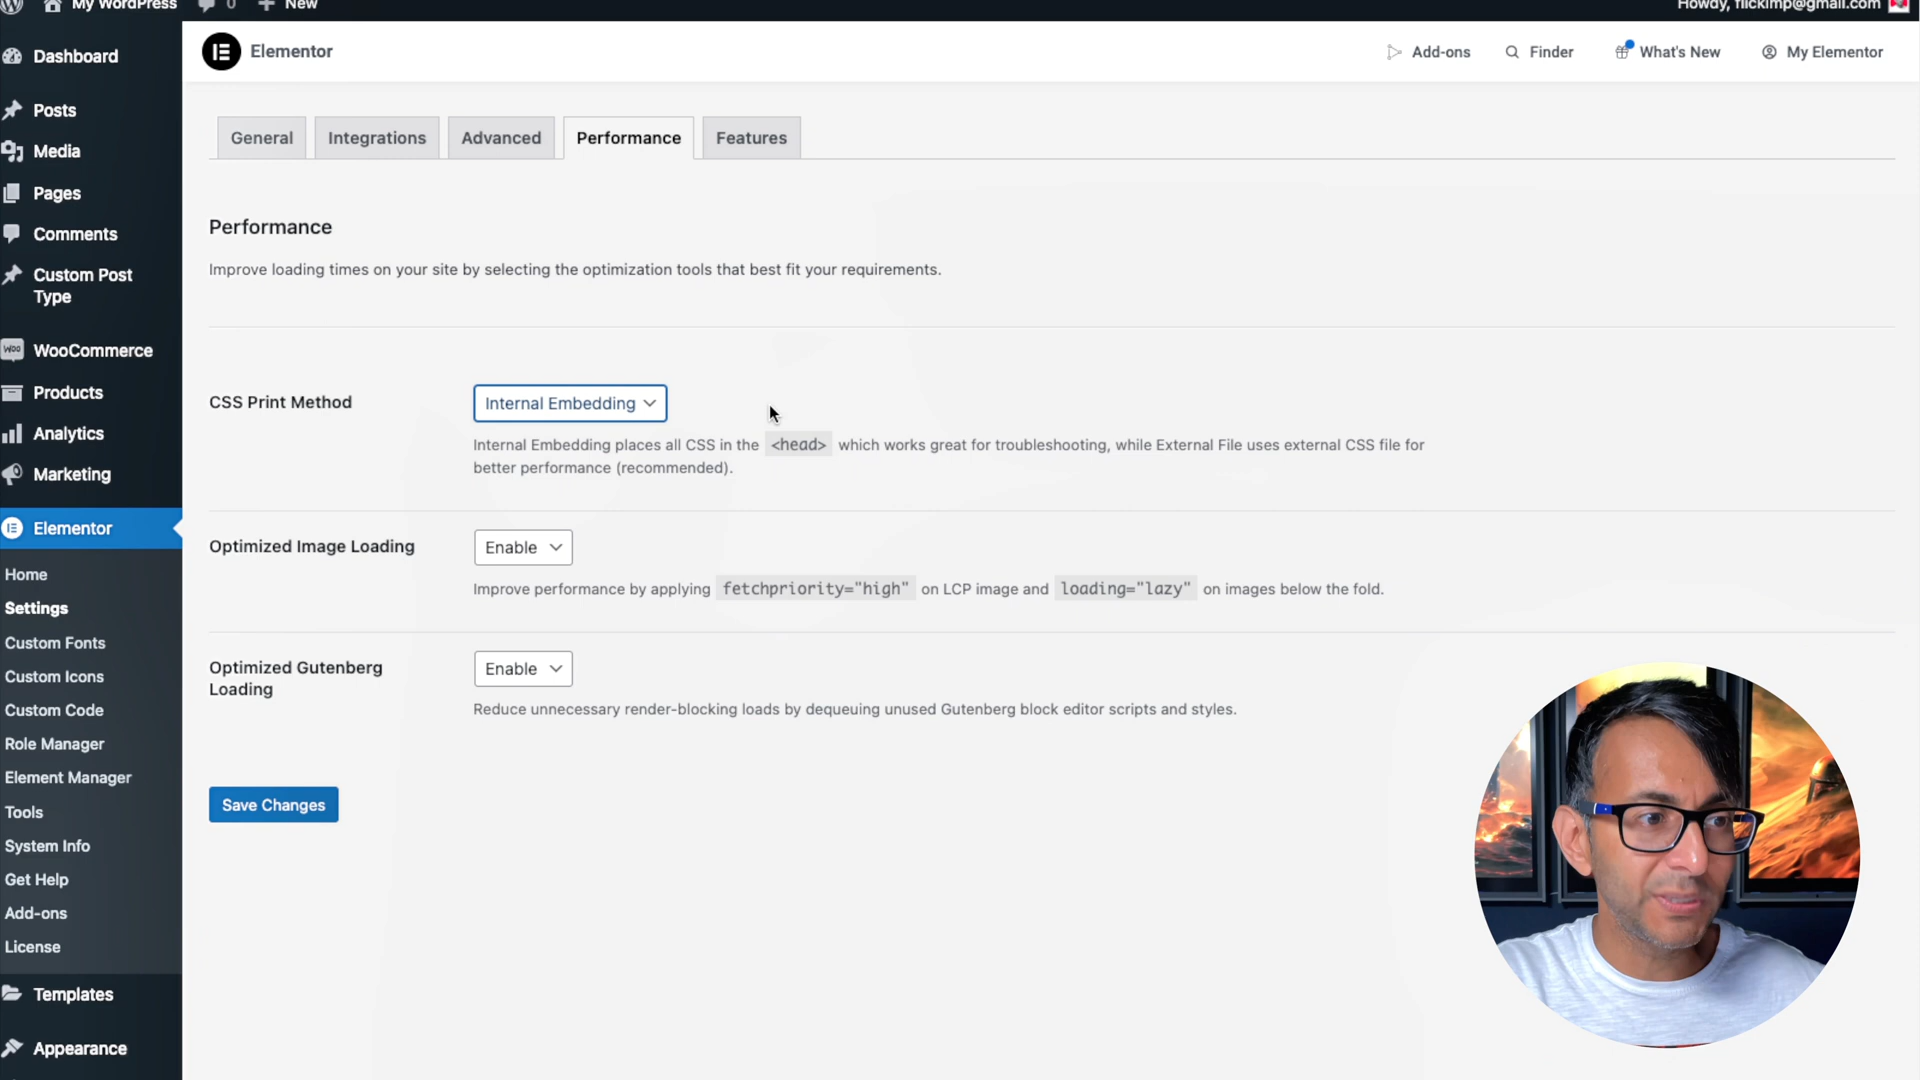 My WordPress
0
New
Howdy, flickimp@gmail.com
Dashboard
Posts
Media
Pages
Comments
Custom Post
Type
WooCommerce
Products
Analytics
Marketing
Elementor
Home
Settings
Custom Fonts
Custom Icons
Custom Code
Role Manager
Element Manager
Tools
System Info
Get Help
Add-ons
License
Templates
Appearance
Elementor
Add-ons
Finder
What's New
My Elementor
General
Integrations
Advanced
Performance
Features
Performance
Improve loading times on your site by selecting the optimization tools that best fit your requirements.
CSS Print Method
Internal Embedding
Internal Embedding places all CSS in the <head> which works great for troubleshooting, while External File uses external CSS file for
better performance (recommended).
Optimized Image Loading
Enable
Improve performance by applying fetchpriority="high" on LCP image and loading="lazy" on images below the fold.
Optimized Gutenberg
Loading
Enable
Reduce unnecessary render-blocking loads by dequeuing unused Gutenberg block editor scripts and styles.
Save Changes